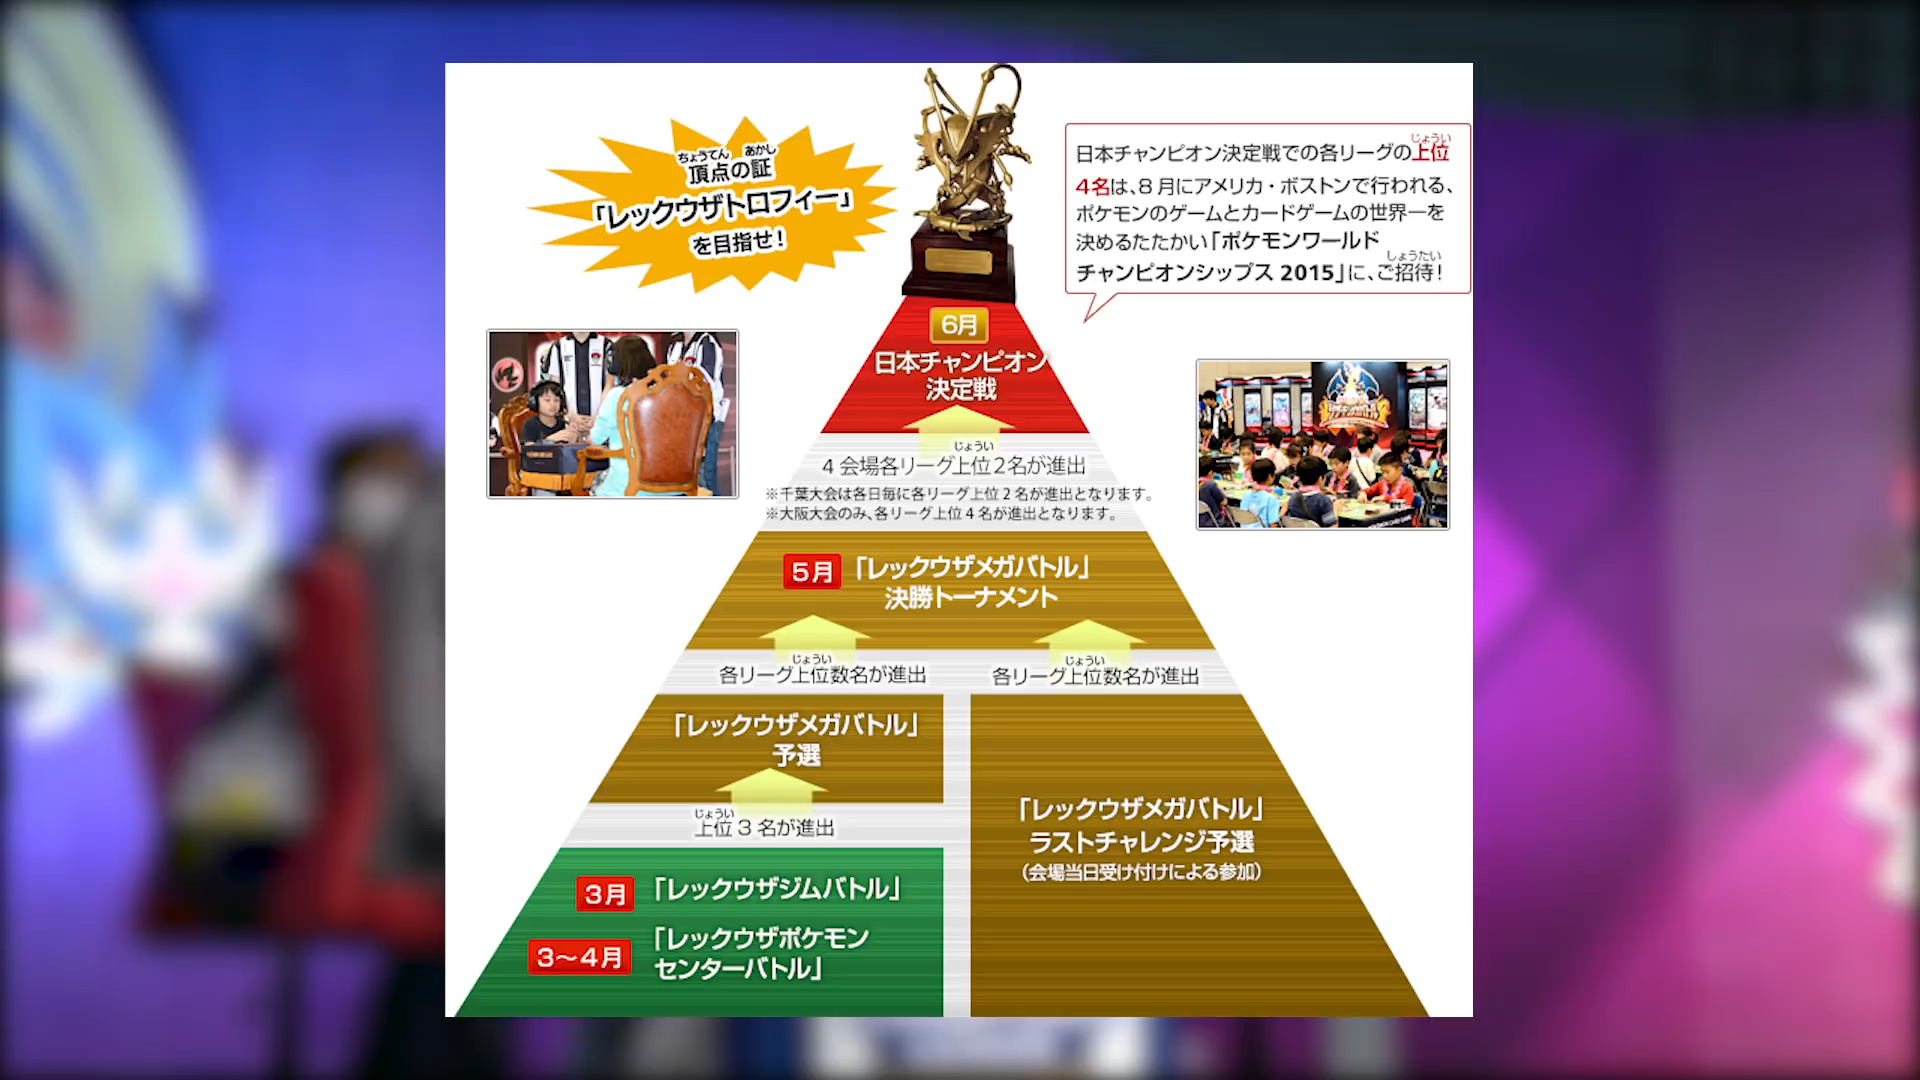 頂点の証
ちょうてん あかし
「レックウザトロフィー」
を目指せ！
じょうい
日本チャンピオン決定戦での各リーグの上位
4名は、8月にアメリカ・ボストンで行われる、
ポケモンのゲームとカードゲームの世界一を
決めるたたかい「ポケモンワールド
しょうたい
チャンピオンシップス 2015」に、ご招待！
6月
日本チャンピオン
決定戦
じょうい
4会場各リーグ上位2名が進出
※千葉大会は各日毎に各リーグ上位2名が進出となります。
※大阪大会のみ、各リーグ上位4名が進出となります。
5月 「レックウザメガバトル」
決勝トーナメント
じょうい
各リーグ上位数名が進出
じょうい
各リーグ上位数名が進出
「レックウザメガバトル」
予選
じょうい
上位3名が進出
3月 「レックウザジムバトル」
3〜4月 「レックウザポケモン
センターバトル」
「レックウザメガバトル」
ラストチャレンジ予選
（会場当日受け付けによる参加）